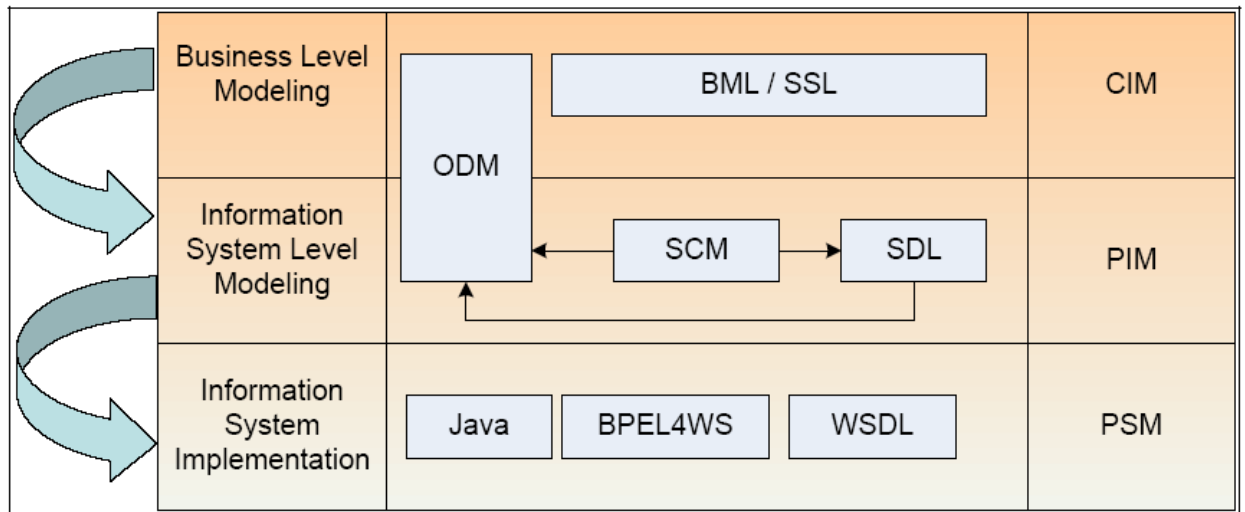 Business Level
Modeling
BML / SSL
CIM
ODM
Information
System Level
Modeling
SCM
SDL
PIM
Information
System
Implementation
Java
BPEL4WS
WSDL
PSM